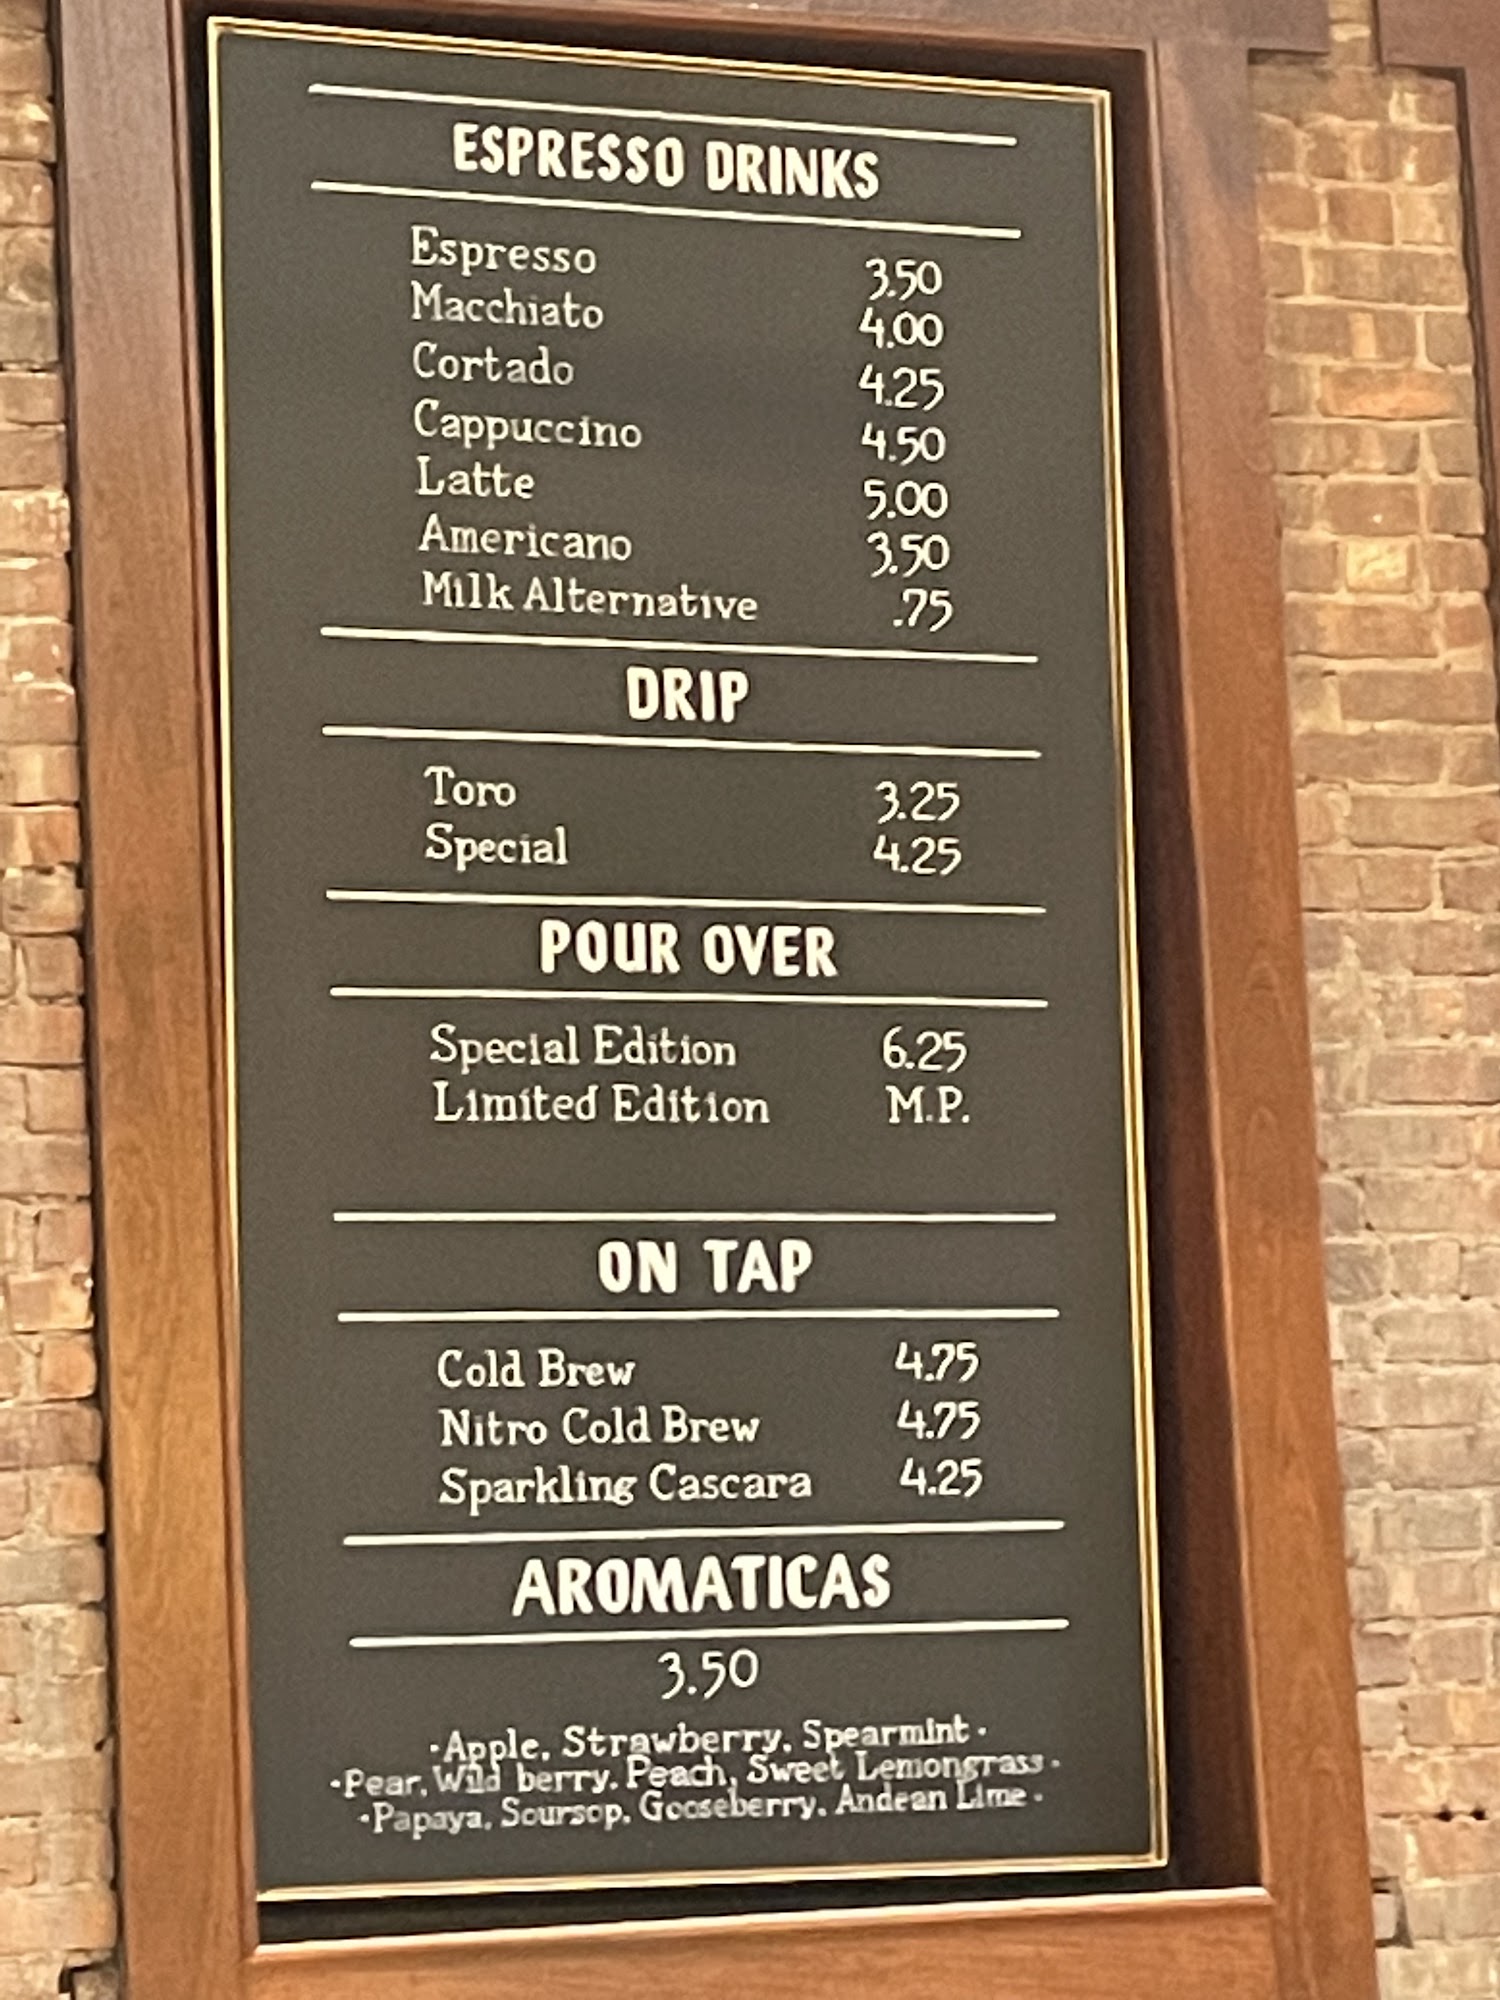 ESPRESSO DRINKS
Espresso 3.50
Macchiato 4.00
Cortado 4.25
Cappuccino 4.50
Latte 5.00
Americano 3.50
Milk Alternative .75
DRIP
Toro 3.25
Special 4.25
POUR OVER
Special Edition 6.25
Limited Edition M.P.
ON TAP
Cold Brew 4.75
Nitro Cold Brew 4.75
Sparkling Cascara 4.25
AROMATICAS
3.50
·Apple, Strawberry, Spearmint·
·Pear, Wild berry, Peach, Sweet Lemongrass·
·Papaya, Soursop, Gooseberry, Andean Lime·